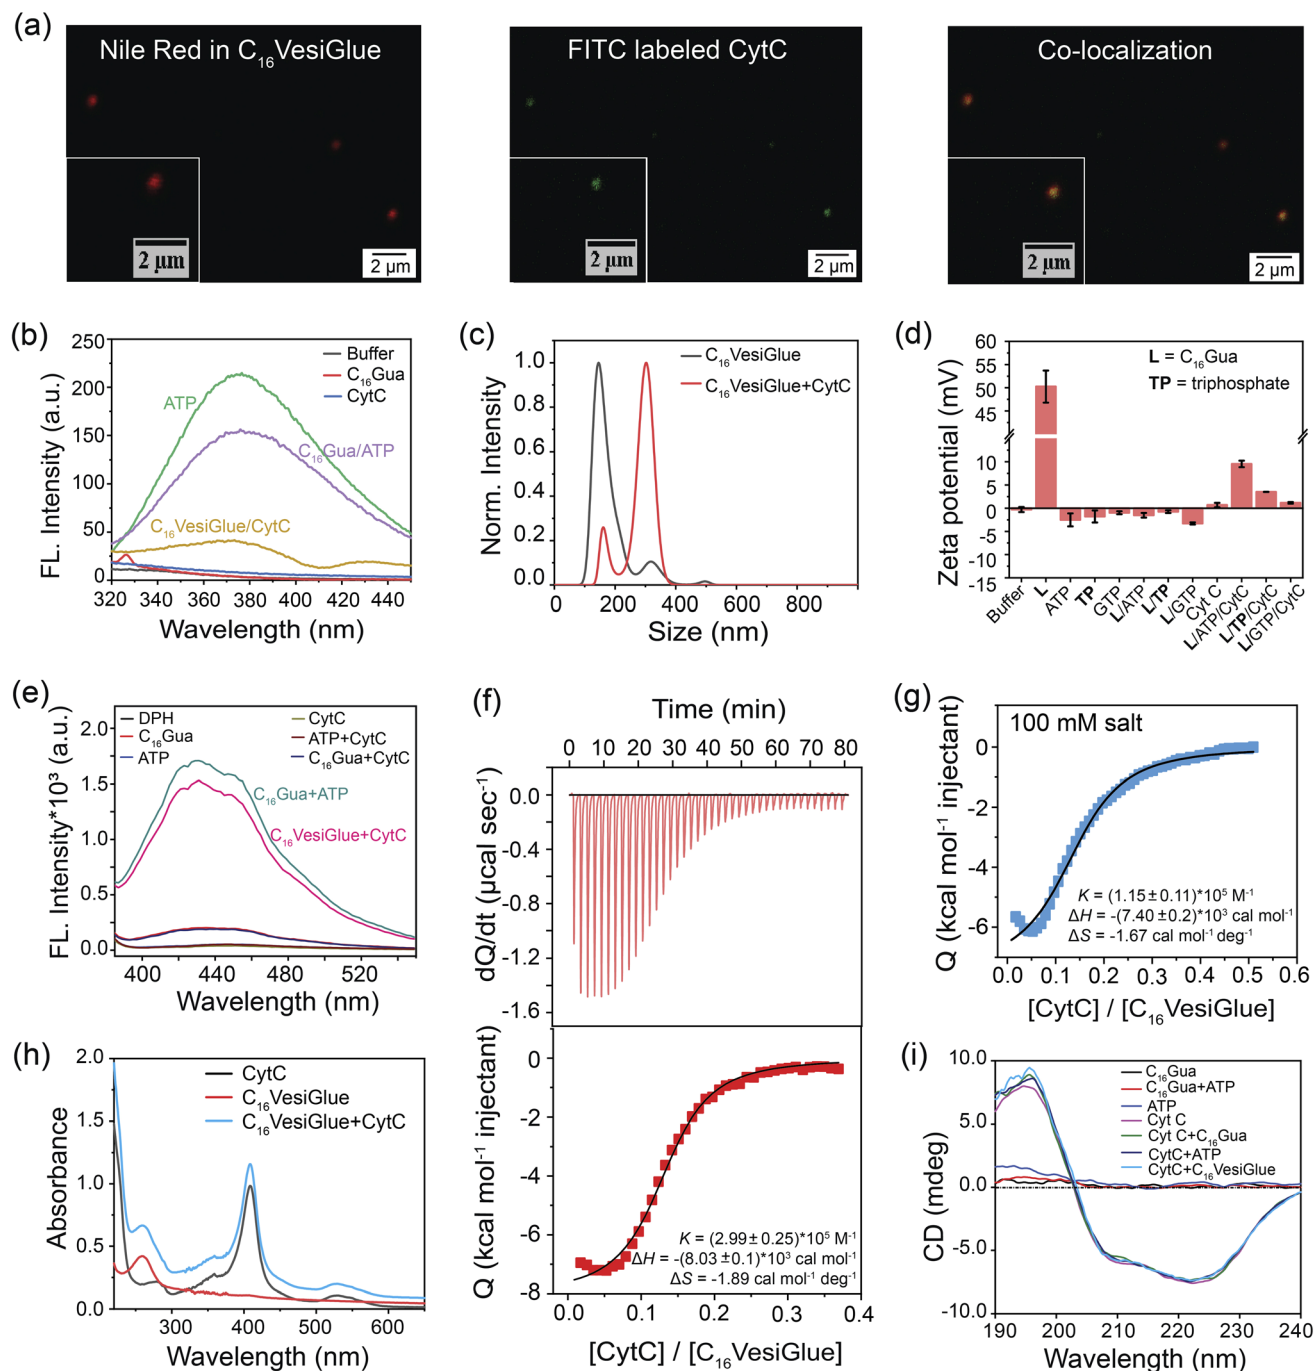 (a)
Nile Red in C₁₆VesiGlue
2 μm
2 μm
FITC labeled CytC
2 μm
2 μm
Co-localization
2 μm
2 μm
(b)
FL. Intensity (a.u.)
250
200
150
100
50
0
Buffer
C₁₆Gua
CytC
ATP
C₁₆Gua/ATP
C₁₆VesiGlue/CytC
320 340 360 380 400 420 440
Wavelength (nm)
(c)
Norm. Intensity
1.0
0.8
0.6
0.4
0.2
0.0
C₁₆VesiGlue
C₁₆VesiGlue+CytC
0 200 400 600 800
Size (nm)
(d)
Zeta potential (mV)
60
55
50
45
10
5
0
-5
-10
-15
L = C₁₆Gua
TP = triphosphate
Buffer
L
ATP
TP
GTP
L/ATP
L/TP
L/GTP
Cyt C
L/ATP/CytC
L/TP/CytC
L/GTP/CytC
(e)
FL. Intensity*10³ (a.u.)
2.0
1.5
1.0
0.5
0.0
DPH
C₁₆Gua
ATP
CytC
ATP+CytC
C₁₆Gua+CytC
C₁₆Gua+ATP
C₁₆VesiGlue+CytC
400 440 480 520
Wavelength (nm)
(f)
Time (min)
0 10 20 30 40 50 60 70 80
dQ/dt (μcal sec⁻¹)
0.0
-0.4
-0.8
-1.2
-1.6
Q (kcal mol⁻¹ injectant)
0
-2
-4
-6
-8
K = (2.99±0.25)*10⁵ M⁻¹
ΔH = -(8.03±0.1)*10³ cal mol⁻¹
ΔS = -1.89 cal mol⁻¹ deg⁻¹
0.0 0.1 0.2 0.3 0.4
[CytC] / [C₁₆VesiGlue]
(g)
100 mM salt
Q (kcal mol⁻¹ injectant)
0
-2
-4
-6
K = (1.15±0.11)*10⁵ M⁻¹
ΔH = -(7.40±0.2)*10³ cal mol⁻¹
ΔS = -1.67 cal mol⁻¹ deg⁻¹
0.0 0.1 0.2 0.3 0.4 0.5 0.6
[CytC] / [C₁₆VesiGlue]
(h)
Absorbance
2.0
1.5
1.0
0.5
0.0
CytC
C₁₆VesiGlue
C₁₆VesiGlue+CytC
300 400 500 600
Wavelength (nm)
(i)
CD (mdeg)
10.0
5.0
0.0
-5.0
-10.0
C₁₆Gua
C₁₆Gua+ATP
ATP
Cyt C
Cyt C+C₁₆Gua
CytC+ATP
CytC+C₁₆VesiGlue
190 200 210 220 230 240
Wavelength (nm)